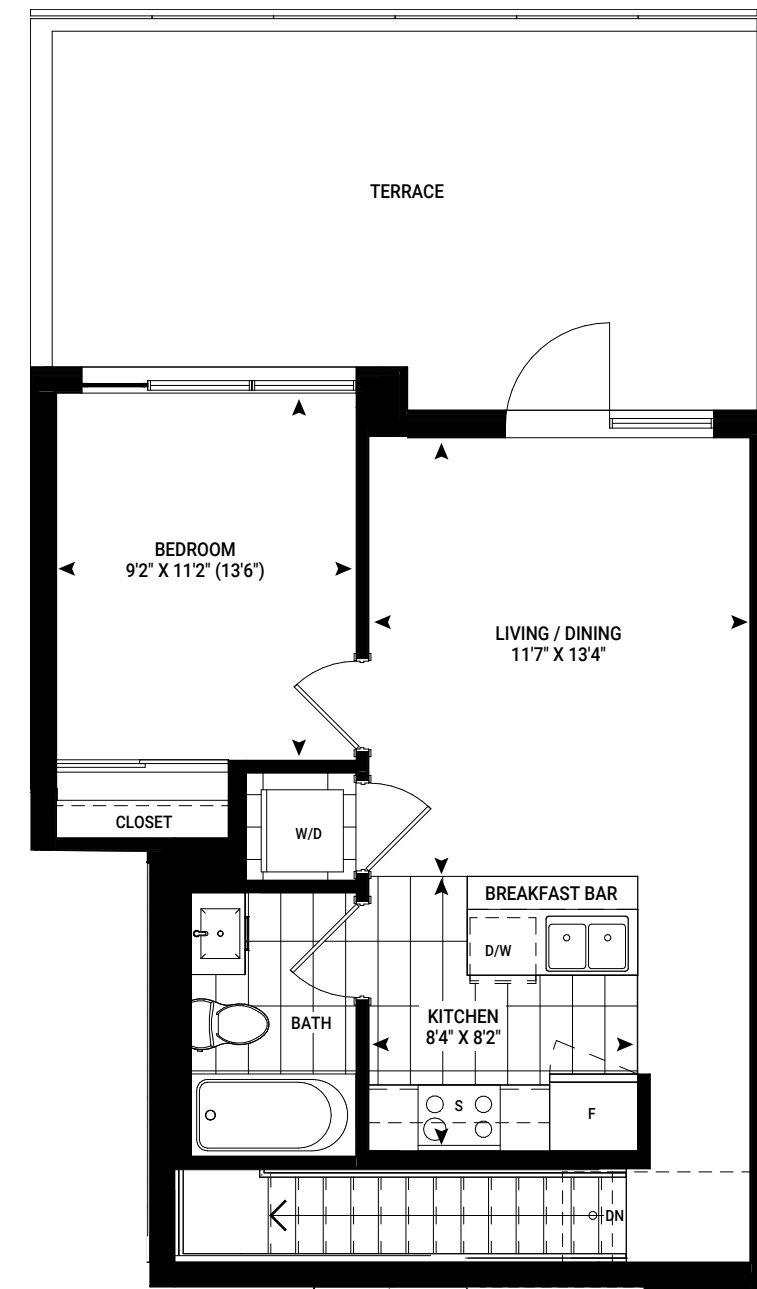 TERRACE
BEDROOM
9'2" X 11'2" (13'6")
LIVING / DINING
11'7" X 13'4"
CLOSET
W/D
BREAKFAST BAR
D/W
KITCHEN
8'4" X 8'2"
BATH
S
F
DN